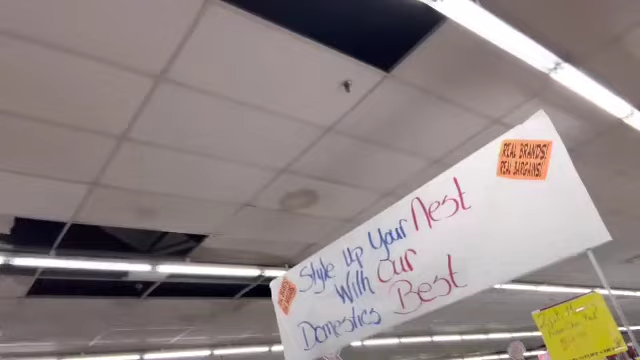 REAL BRANDS!
REAL BARGAINS!
Style Up Your Nest
With Our
Domestics Best